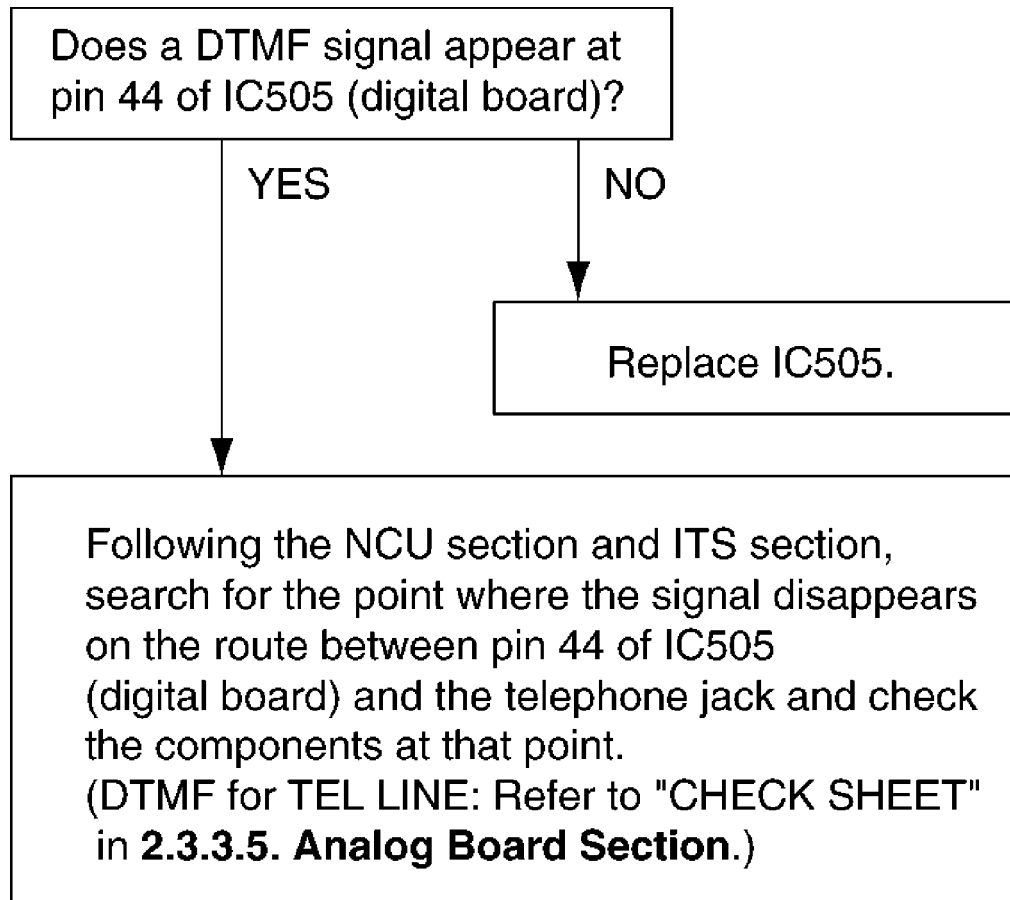 Does a DTMF signal appear at
pin 44 of IC505 (digital board)?
YES
NO
Replace IC505.
Following the NCU section and ITS section,
search for the point where the signal disappears
on the route between pin 44 of IC505
(digital board) and the telephone jack and check
the components at that point.
(DTMF for TEL LINE: Refer to "CHECK SHEET"
in 2.3.3.5. Analog Board Section.)